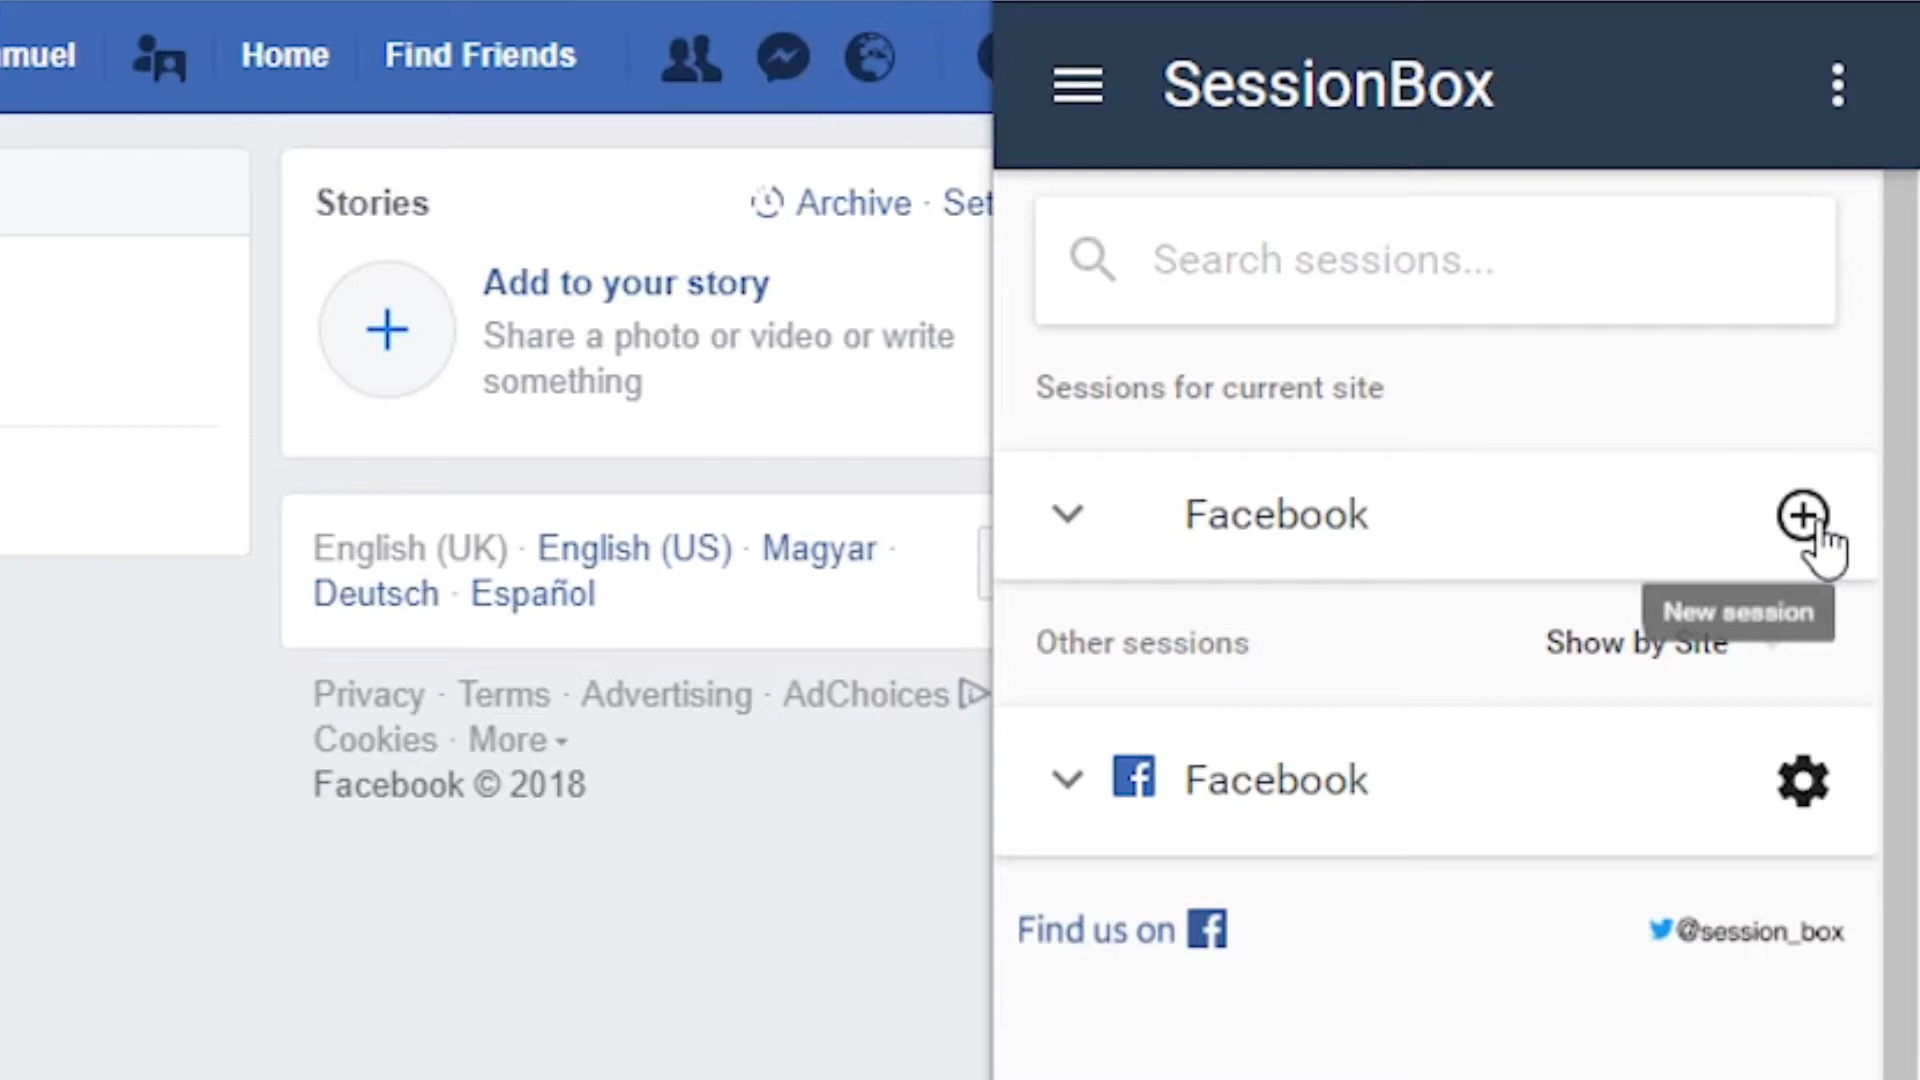 Home
Find Friends
Stories
Archive ·
Add to your story
Share a photo or video or write
something
English (UK) · English (US) · Magyar ·
Deutsch · Español
Privacy · Terms · Advertising · AdChoices
Cookies · More
Facebook © 2018
SessionBox
Search sessions...
Sessions for current site
Facebook
New session
Other sessions
Show by Site
Facebook
Find us on
@session_box